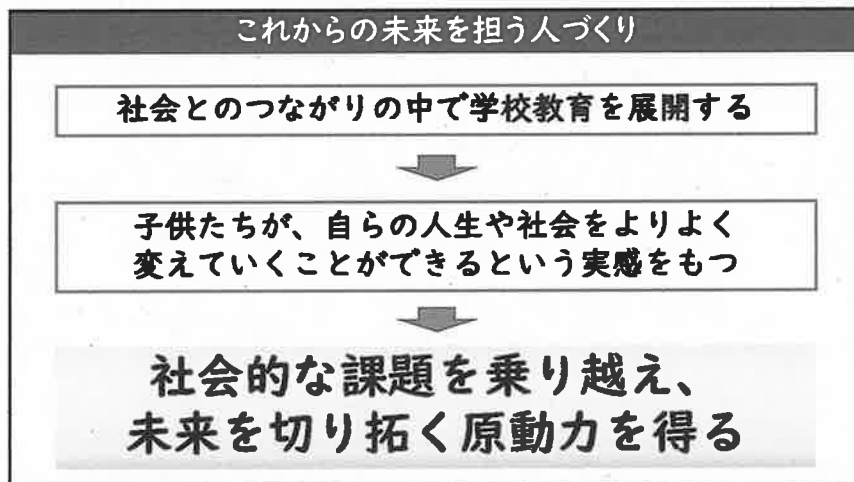 これからの未来を担う人づくり
社会とのつながりの中で学校教育を展開する
子供たちが、自らの人生や社会をよりよく
変えていくことができるという実感をもつ
社会的な課題を乗り越え、
未来を切り拓く原動力を得る